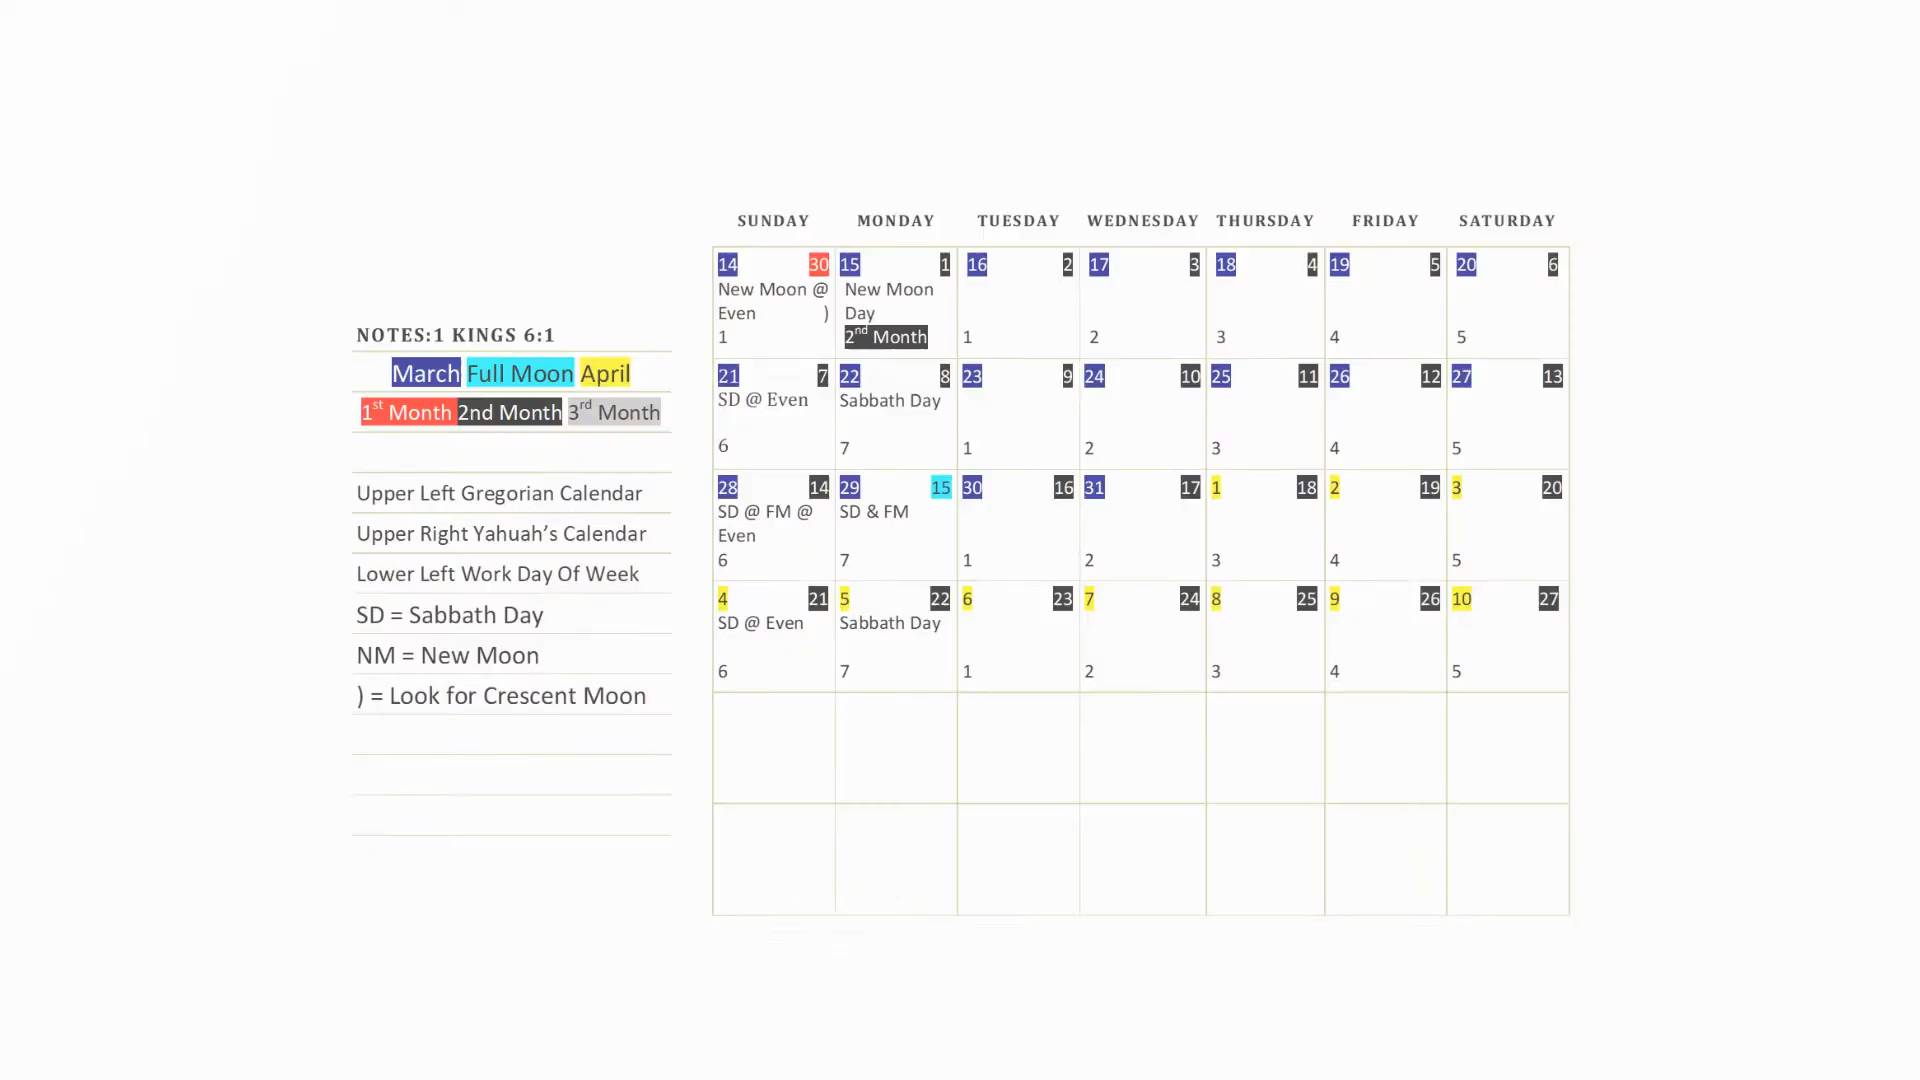 SUNDAY MONDAY TUESDAY WEDNESDAY THURSDAY FRIDAY SATURDAY
14 30 15 1 16 2 17 3 18 4 19 5 20 6
New Moon @ New Moon
Even ) Day
1 2nd Month 1 2 3 4 5
21 7 22 8 23 9 24 10 25 11 26 12 27 13
SD @ Even Sabbath Day
6 7 1 2 3 4 5
28 14 29 15 30 16 31 17 1 18 2 19 3 20
SD @ FM @ SD & FM
Even
6 7 1 2 3 4 5
4 21 5 22 6 23 7 24 8 25 9 26 10 27
SD @ Even Sabbath Day
6 7 1 2 3 4 5
NOTES:1 KINGS 6:1
March Full Moon April
1st Month 2nd Month 3rd Month
Upper Left Gregorian Calendar
Upper Right Yahuah’s Calendar
Lower Left Work Day Of Week
SD = Sabbath Day
NM = New Moon
) = Look for Crescent Moon